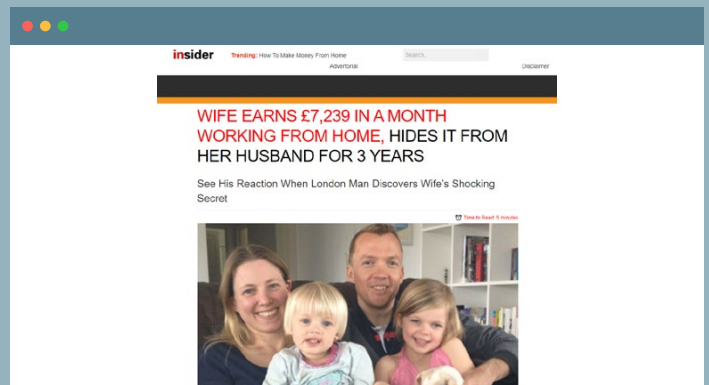 insider
Trending: How To Make Money From Home
Search..
Advertorial
Disclaimer
WIFE EARNS £7,239 IN A MONTH
WORKING FROM HOME, HIDES IT FROM
HER HUSBAND FOR 3 YEARS
See His Reaction When London Man Discovers Wife's Shocking
Secret
Time to Read: 5 minutes